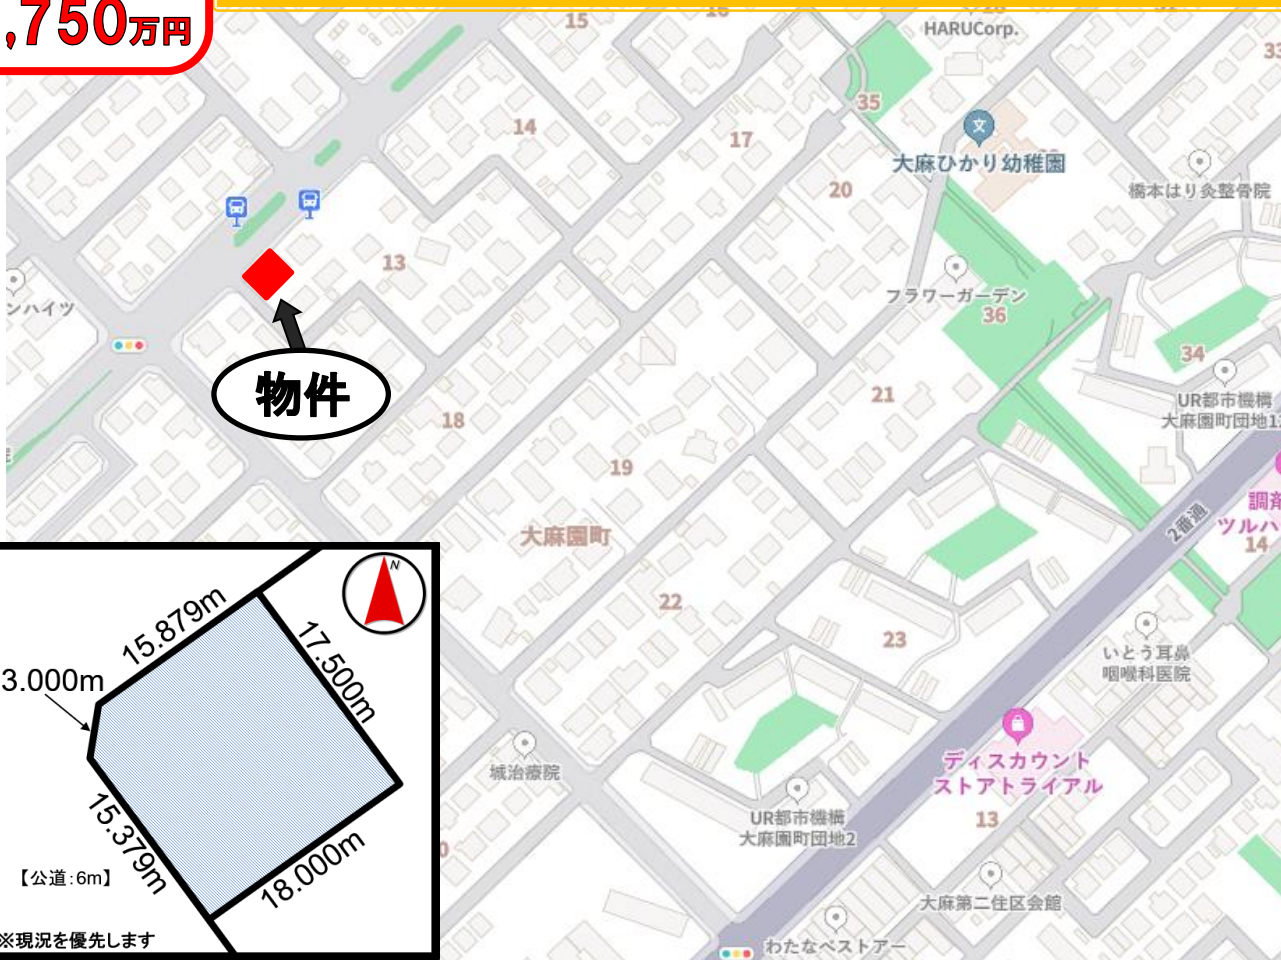 ,750万円
15
16
HARUCorp.
33
35
14
17
文
大麻ひかり幼稚園
橋本はり灸整骨院
20
13
ンハイツ
フラワーガーデン
36
34
物件
UR都市機構
大麻園町団地1
21
18
19
調剤
ツルハ
2番通
14
大麻園町
22
23
いとう耳鼻
咽喉科医院
城治療院
ディスカウント
ストアトライアル
UR都市機構
大麻園町団地2
13
大麻第二住区会館
わたなベストアー
N
15.879m
17.500m
3.000m
15.379m
18.000m
【公道:6m】
※現況を優先します